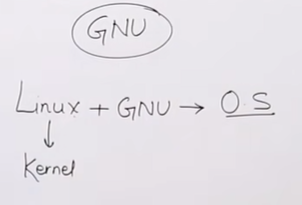 GNU
Linux + GNU → O.S
↓
Kernel